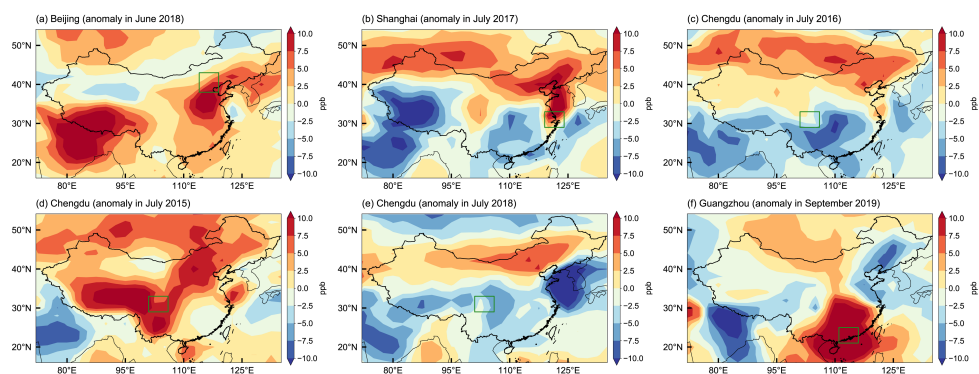 (a) Beijing (anomaly in June 2018)
50°N
40°N
30°N
20°N
80°E 95°E 110°E 125°E
10.0
7.5
5.0
2.5
0.0
−2.5
−5.0
−7.5
−10.0
ppb
(b) Shanghai (anomaly in July 2017)
50°N
40°N
30°N
20°N
80°E 95°E 110°E 125°E
10.0
7.5
5.0
2.5
0.0
−2.5
−5.0
−7.5
−10.0
ppb
(c) Chengdu (anomaly in July 2016)
50°N
40°N
30°N
20°N
80°E 95°E 110°E 125°E
10.0
7.5
5.0
2.5
0.0
−2.5
−5.0
−7.5
−10.0
ppb
(d) Chengdu (anomaly in July 2015)
50°N
40°N
30°N
20°N
80°E 95°E 110°E 125°E
10.0
7.5
5.0
2.5
0.0
−2.5
−5.0
−7.5
−10.0
ppb
(e) Chengdu (anomaly in July 2018)
50°N
40°N
30°N
20°N
80°E 95°E 110°E 125°E
10.0
7.5
5.0
2.5
0.0
−2.5
−5.0
−7.5
−10.0
ppb
(f) Guangzhou (anomaly in September 2019)
50°N
40°N
30°N
20°N
80°E 95°E 110°E 125°E
10.0
7.5
5.0
2.5
0.0
−2.5
−5.0
−7.5
−10.0
ppb